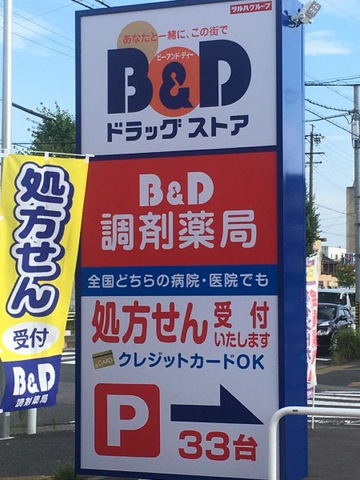 ツルハグループ
あなたと一緒に、この街で
ビー・アンド・ディー
B&D
ドラッグストア
B&D
調剤薬局
全国どちらの病院・医院でも
処方せん受付
いたします
CARD
クレジットカードOK
P
33台
処方せん
受付
B&D
調剤薬局